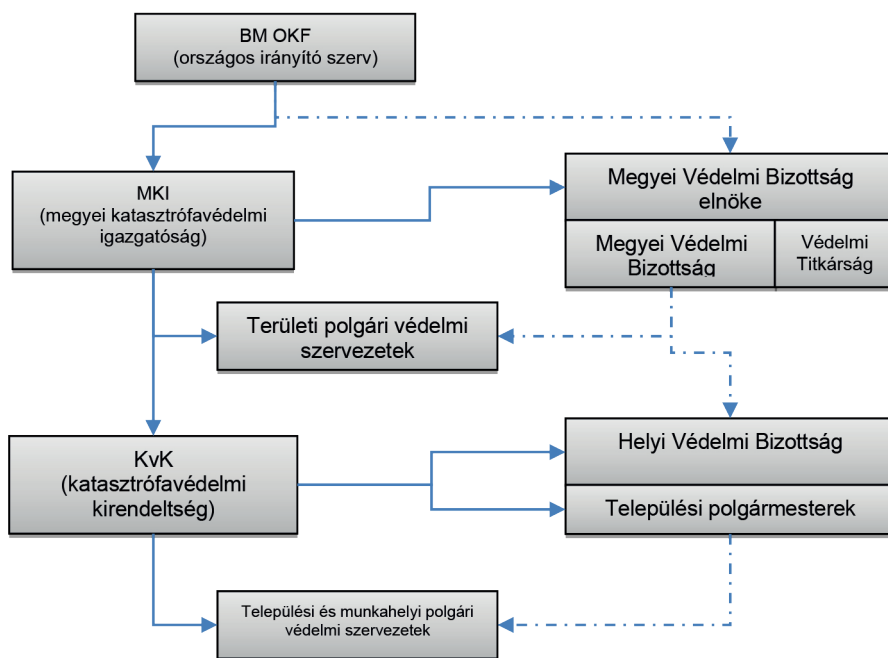 BM OKF
(országos irányító szerv)
MKI
(megyei katasztrófavédelmi
igazgatóság)
Megyei Védelmi Bizottság
elnöke
Megyei Védelmi
Bizottság
Védelmi
Titkárság
Területi polgári védelmi
szervezetek
KvK
(katasztrófavédelmi
kirendeltség)
Helyi Védelmi Bizottság
Települési polgármesterek
Települési és munkahelyi polgári
védelmi szervezetek